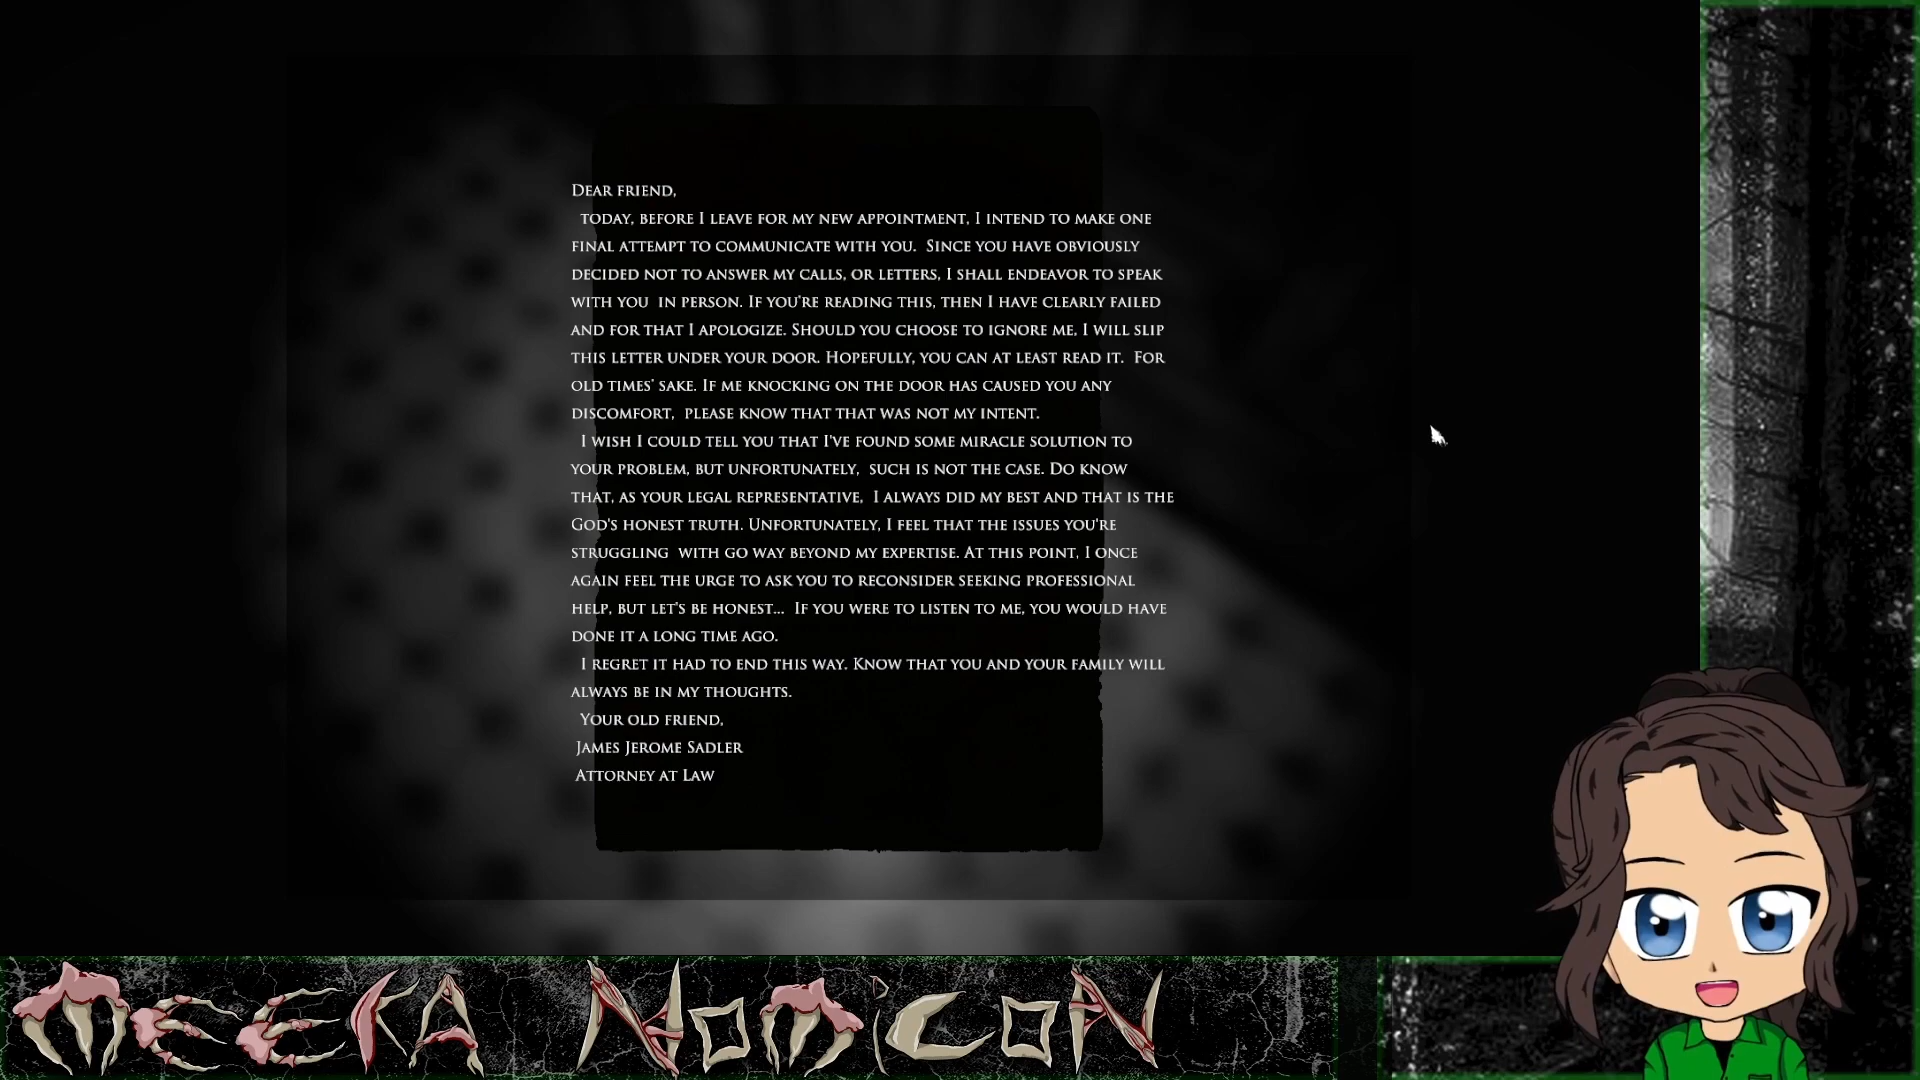 Dear friend,
today, before I leave for my new appointment, I intend to make one
final attempt to communicate with you. Since you have obviously
decided not to answer my calls, or letters, I shall endeavor to speak
with you in person. If you're reading this, then I have clearly failed
and for that I apologize. Should you choose to ignore me, I will slip
this letter under your door. Hopefully, you can at least read it. For
old times' sake. If me knocking on the door has caused you any
discomfort, please know that that was not my intent.
I wish I could tell you that I've found some miracle solution to
your problem, but unfortunately, such is not the case. Do know
that, as your legal representative, I always did my best and that is the
God's honest truth. Unfortunately, I feel that the issues you're
struggling with go way beyond my expertise. At this point, I once
again feel the urge to ask you to reconsider seeking professional
help, but let's be honest... If you were to listen to me, you would have
done it a long time ago.
I regret it had to end this way. Know that you and your family will
always be in my thoughts.
Your old friend,
James Jerome Sadler
Attorney at Law
MEEKA NOMICON